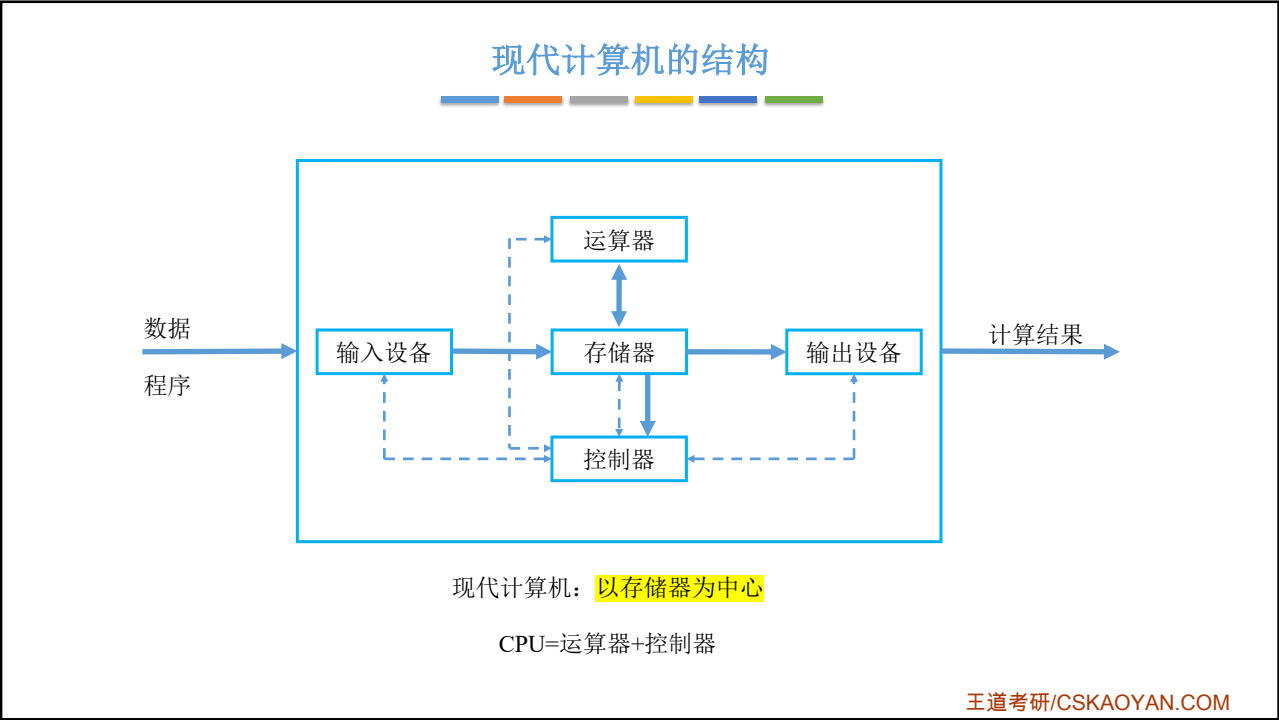 现代计算机的结构
运算器
数据
程序
输入设备
存储器
输出设备
计算结果
控制器
现代计算机：以存储器为中心
CPU=运算器+控制器
王道考研/CSKAOYAN.COM